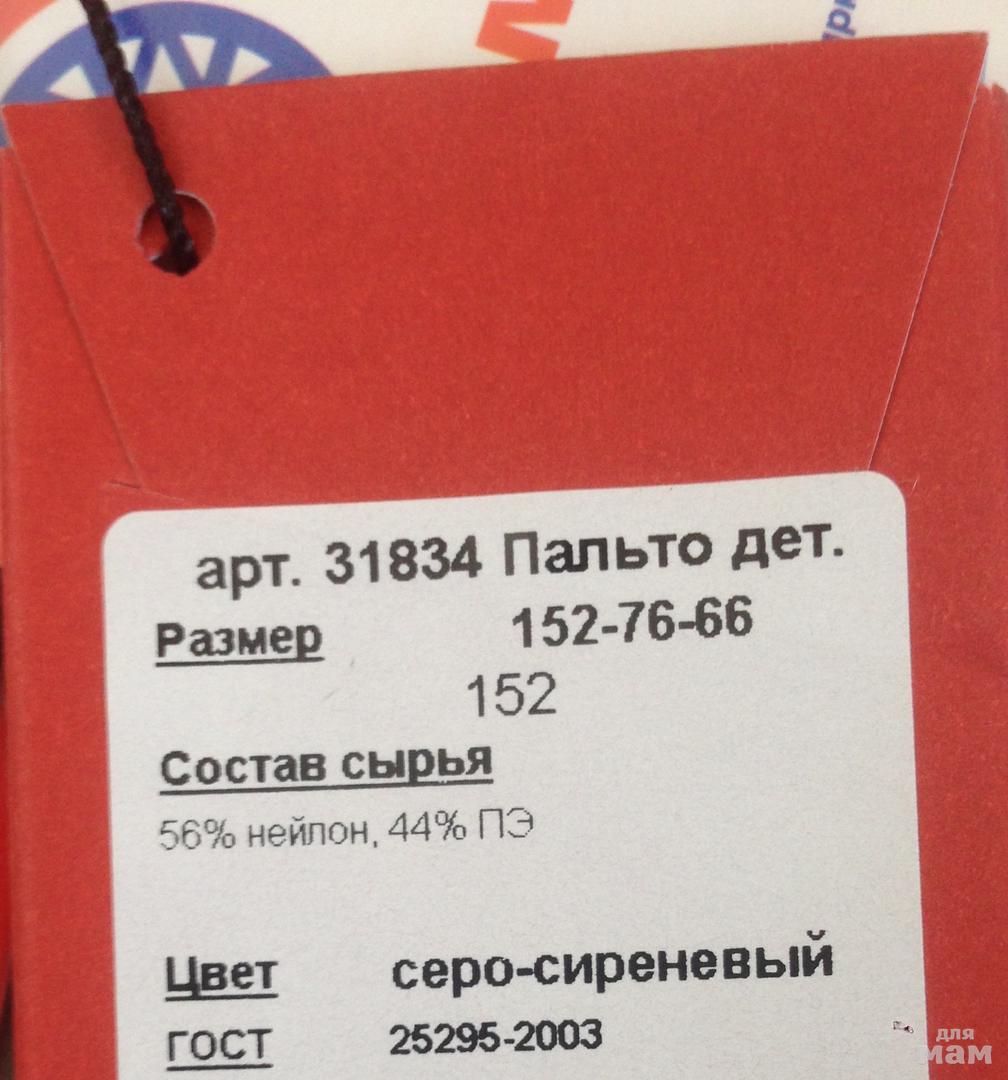 арт. 31834 Пальто дет.
Размер 152-76-66
152
Состав сырья
56% нейлон, 44% ПЭ
Цвет серо-сиреневый
ГОСТ 25295-2003
для
мам